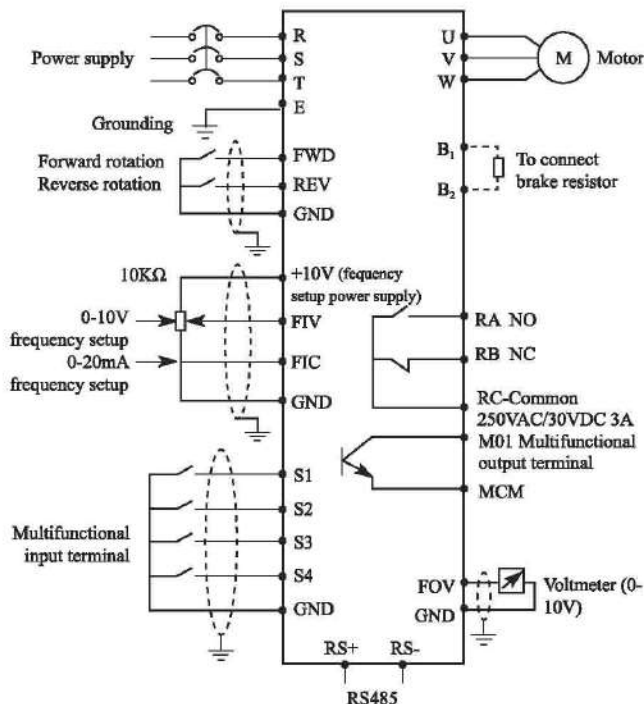 Power supply
R
S
T
E
Grounding
Forward rotation
Reverse rotation
FWD
REV
GND
10KΩ
+10V (fequency
setup power supply)
0-10V
frequency setup
FIV
0-20mA
frequency setup
FIC
GND
Multifunctional
input terminal
S1
S2
S3
S4
GND
U
V
W
M
Motor
B₁
B₂
To connect
brake resistor
RA NO
RB NC
RC-Common
250VAC/30VDC 3A
M01 Multifunctional
output terminal
MCM
FOV
GND
Voltmeter (0-
10V)
RS+ RS-
RS485